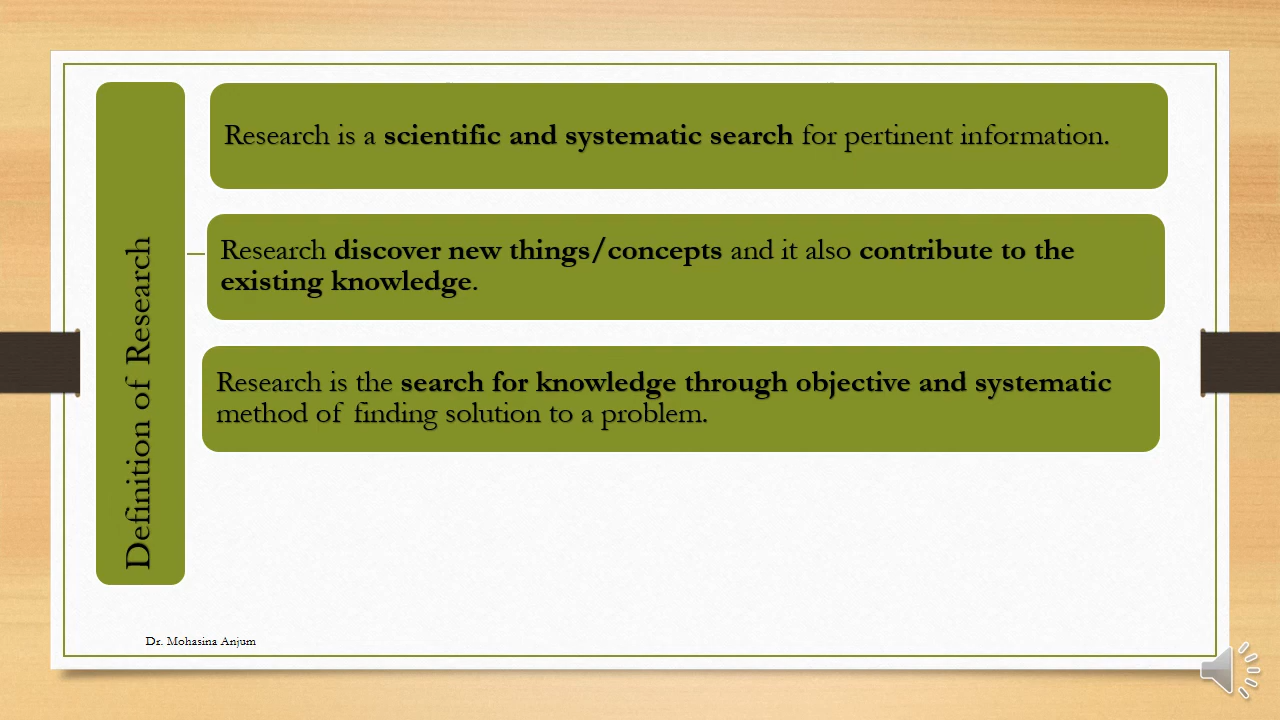 Definition of Research
Research is a scientific and systematic search for pertinent information.
Research discover new things/concepts and it also contribute to the
existing knowledge.
Research is the search for knowledge through objective and systematic
method of finding solution to a problem.
Dr. Mohasina Anjum